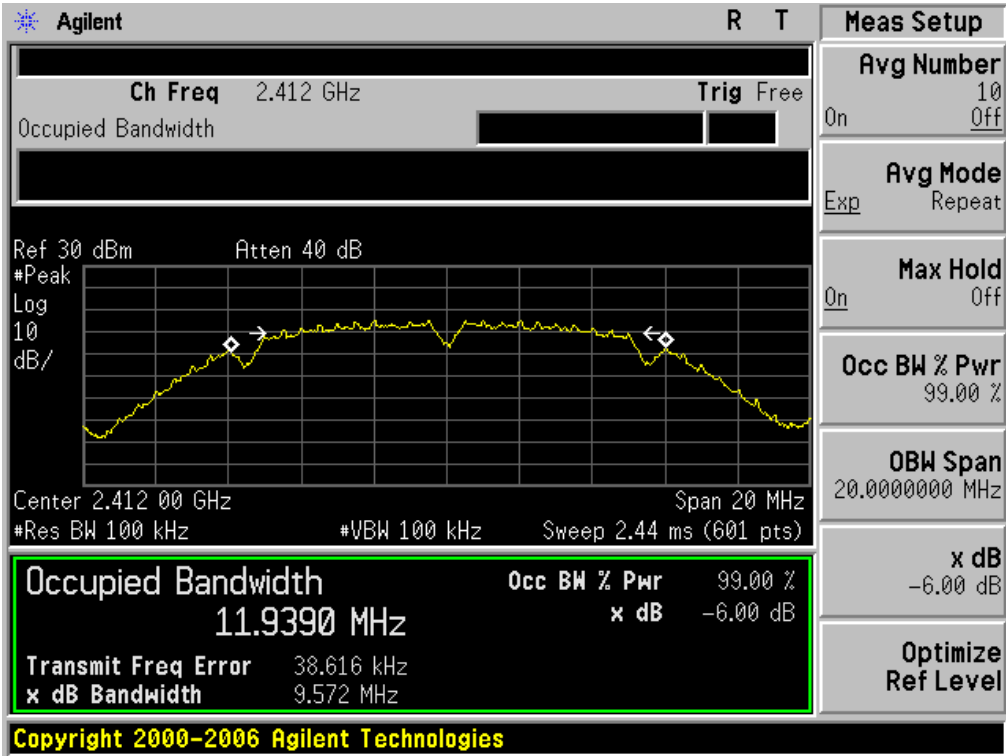 Agilent R T
Ch Freq 2.412 GHz Trig Free
Occupied Bandwidth
Ref 30 dBm Atten 40 dB
#Peak
Log
10
dB/
Center 2.412 00 GHz Span 20 MHz
#Res BW 100 kHz #VBW 100 kHz Sweep 2.44 ms (601 pts)
Occupied Bandwidth Occ BW % Pwr 99.00 %
11.9390 MHz x dB -6.00 dB
Transmit Freq Error 38.616 kHz
x dB Bandwidth 9.572 MHz
Copyright 2000-2006 Agilent Technologies
Meas Setup
Avg Number
10
On Off
Avg Mode
Exp Repeat
Max Hold
On Off
Occ BW % Pwr
99.00 %
OBW Span
20.0000000 MHz
x dB
-6.00 dB
Optimize
Ref Level